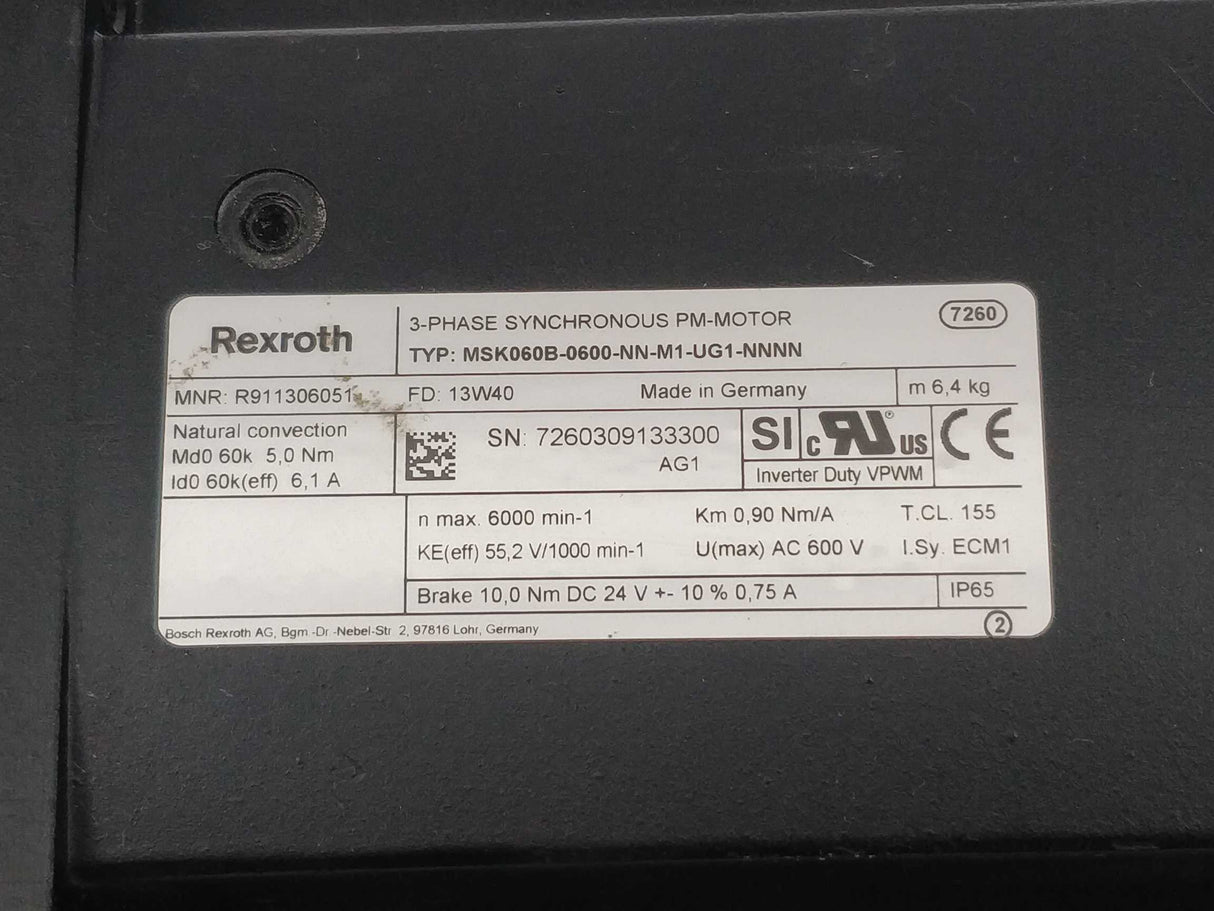 Rexroth
3-PHASE SYNCHRONOUS PM-MOTOR
7260
TYP: MSK060B-0600-NN-M1-UG1-NNNN
MNR: R911306051
FD: 13W40
Made in Germany
m 6,4 kg
Natural convection
Md0 60k 5,0 Nm
Id0 60k(eff) 6,1 A
SN: 7260309133300
AG1
SI
c RU US
CE
Inverter Duty VPWM
n max. 6000 min-1
Km 0,90 Nm/A
T.CL. 155
KE(eff) 55,2 V/1000 min-1
U(max) AC 600 V
I.Sy. ECM1
Brake 10,0 Nm DC 24 V +- 10 % 0,75 A
IP65
Bosch Rexroth AG, Bgm.-Dr.-Nebel-Str. 2, 97816 Lohr, Germany
2